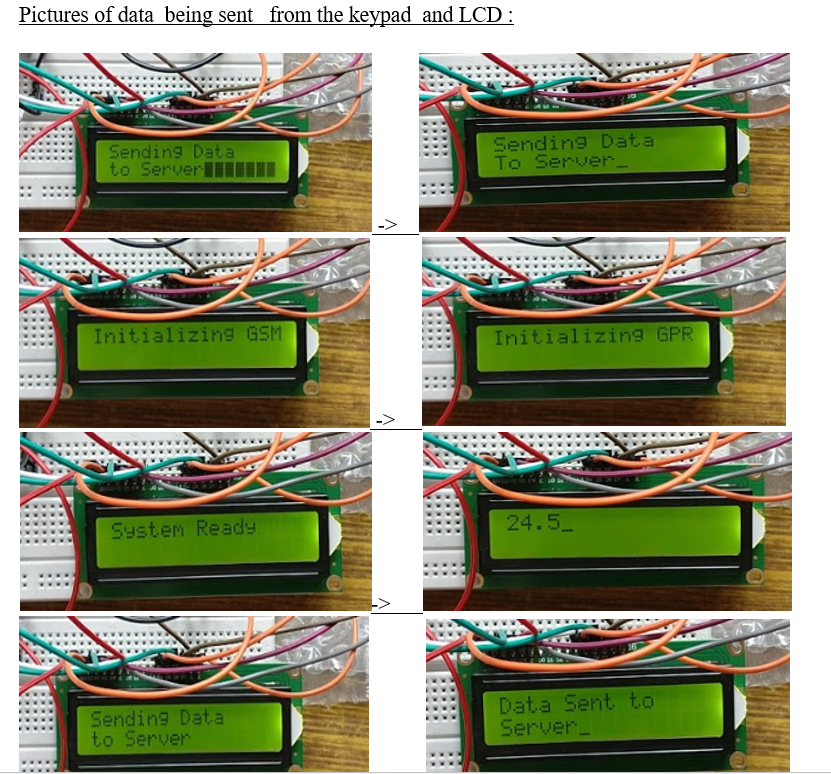 Pictures of data being sent from the keypad and LCD :
Sending Data
to Server
Sending Data
To Server_
->
Initializing GSM
Initializing GPR
->
System Ready
24.5_
->
Sending Data
to Server
Data Sent to
Server_